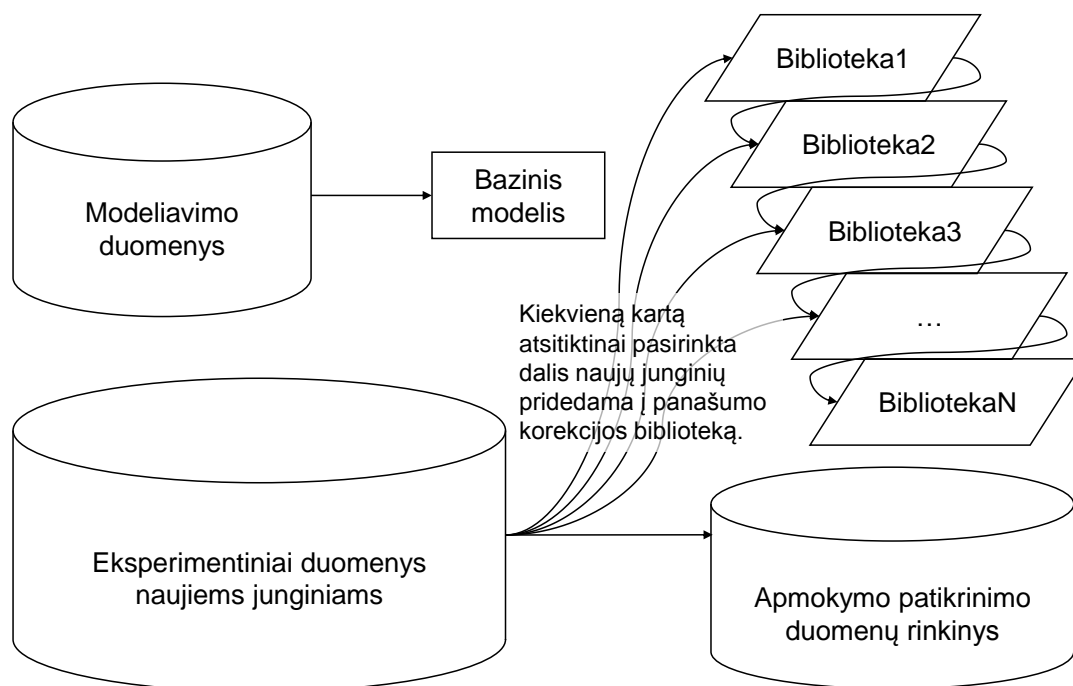 Biblioteka1
Biblioteka2
Biblioteka3
…
BibliotekaN
Modeliavimo
duomenys
Bazinis
modelis
Kiekvieną kartą
atsitiktinai pasirinkta
dalis naujų junginių
pridedama į panašumo
korekcijos biblioteką.
Eksperimentiniai duomenys
naujiems junginiams
Apmokymo patikrinimo
duomenų rinkinys